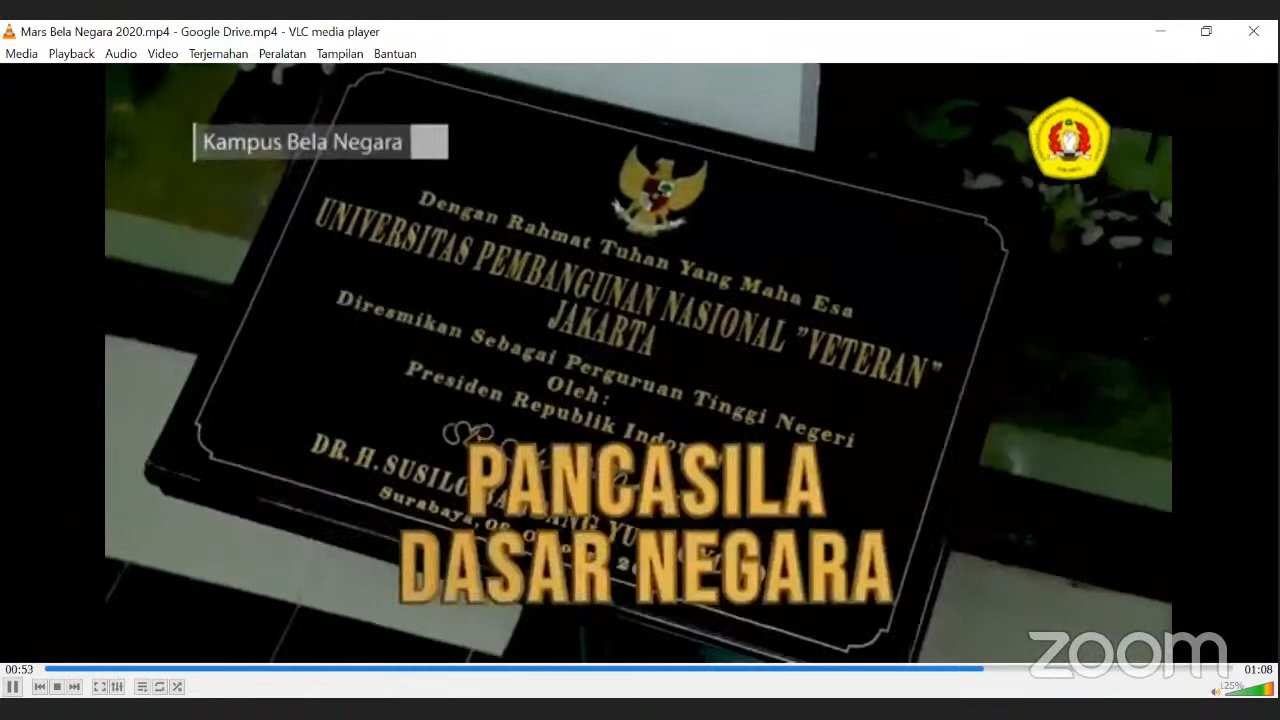 Mars Bela Negara 2020.mp4 - Google Drive.mp4 - VLC media player
Media Playback Audio Video Terjemahan Peralatan Tampilan Bantuan
Kampus Bela Negara
Dengan Rahmat Tuhan Yang Maha Esa
UNIVERSITAS PEMBANGUNAN NASIONAL "VETERAN"
JAKARTA
Diresmikan Sebagai Perguruan Tinggi Negeri
Oleh:
Presiden Republik
DR. H. SUSILO
Surabaya,
PANCASILA
DASAR NEGARA
zoom
00:53
01:08
125%